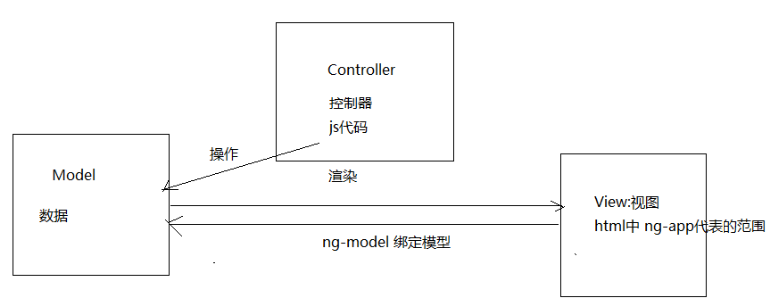 Controller
控制器
js代码
操作
Model
数据
渲染
View:视图
html中 ng-app代表的范围
ng-model 绑定模型